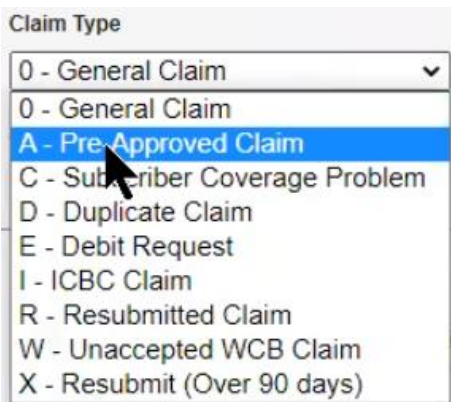 Claim Type
0 - General Claim
0 - General Claim
A - Pre-Approved Claim
C - Subscriber Coverage Problem
D - Duplicate Claim
E - Debit Request
I - ICBC Claim
R - Resubmitted Claim
W - Unaccepted WCB Claim
X - Resubmit (Over 90 days)